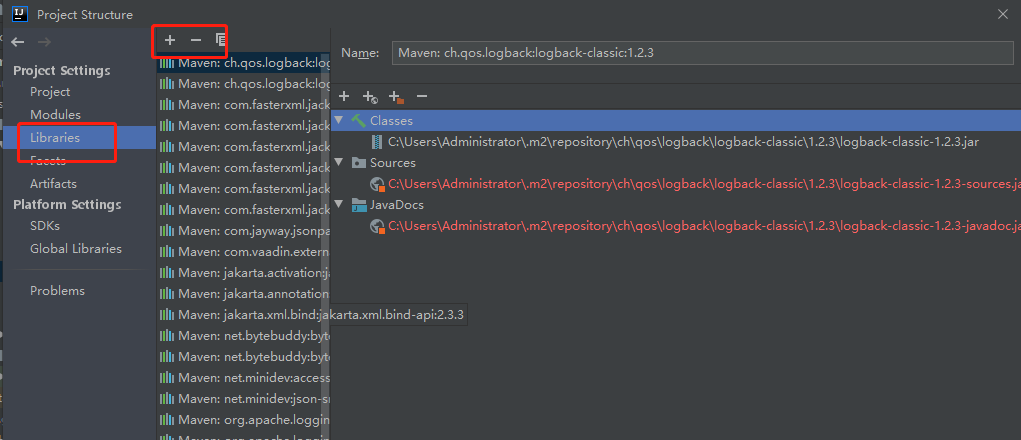 IJ Project Structure
Project Settings
Project
Modules
Libraries
Facets
Artifacts
Platform Settings
SDKs
Global Libraries
Problems
Maven: ch.qos.logback:log
Maven: ch.qos.logback:log
Maven: com.fasterxml.jack
Maven: com.fasterxml.jack
Maven: com.fasterxml.jack
Maven: com.fasterxml.jack
Maven: com.fasterxml.jack
Maven: com.fasterxml.jack
Maven: com.jayway.jsonpa
Maven: com.vaadin.extern
Maven: jakarta.activation:ja
Maven: jakarta.annotation
Maven: jakarta.xml.bind:jakarta.xml.bind-api:2.3.3
Maven: net.bytebuddy:byte
Maven: net.bytebuddy:byte
Maven: net.minidev:access
Maven: net.minidev:json-sm
Maven: org.apache.loggin
Name: Maven: ch.qos.logback:logback-classic:1.2.3
Classes
C:\Users\Administrator\.m2\repository\ch\qos\logback\logback-classic\1.2.3\logback-classic-1.2.3.jar
Sources
C:\Users\Administrator\.m2\repository\ch\qos\logback\logback-classic\1.2.3\logback-classic-1.2.3-sources.ja
JavaDocs
C:\Users\Administrator\.m2\repository\ch\qos\logback\logback-classic\1.2.3\logback-classic-1.2.3-javadoc.ja